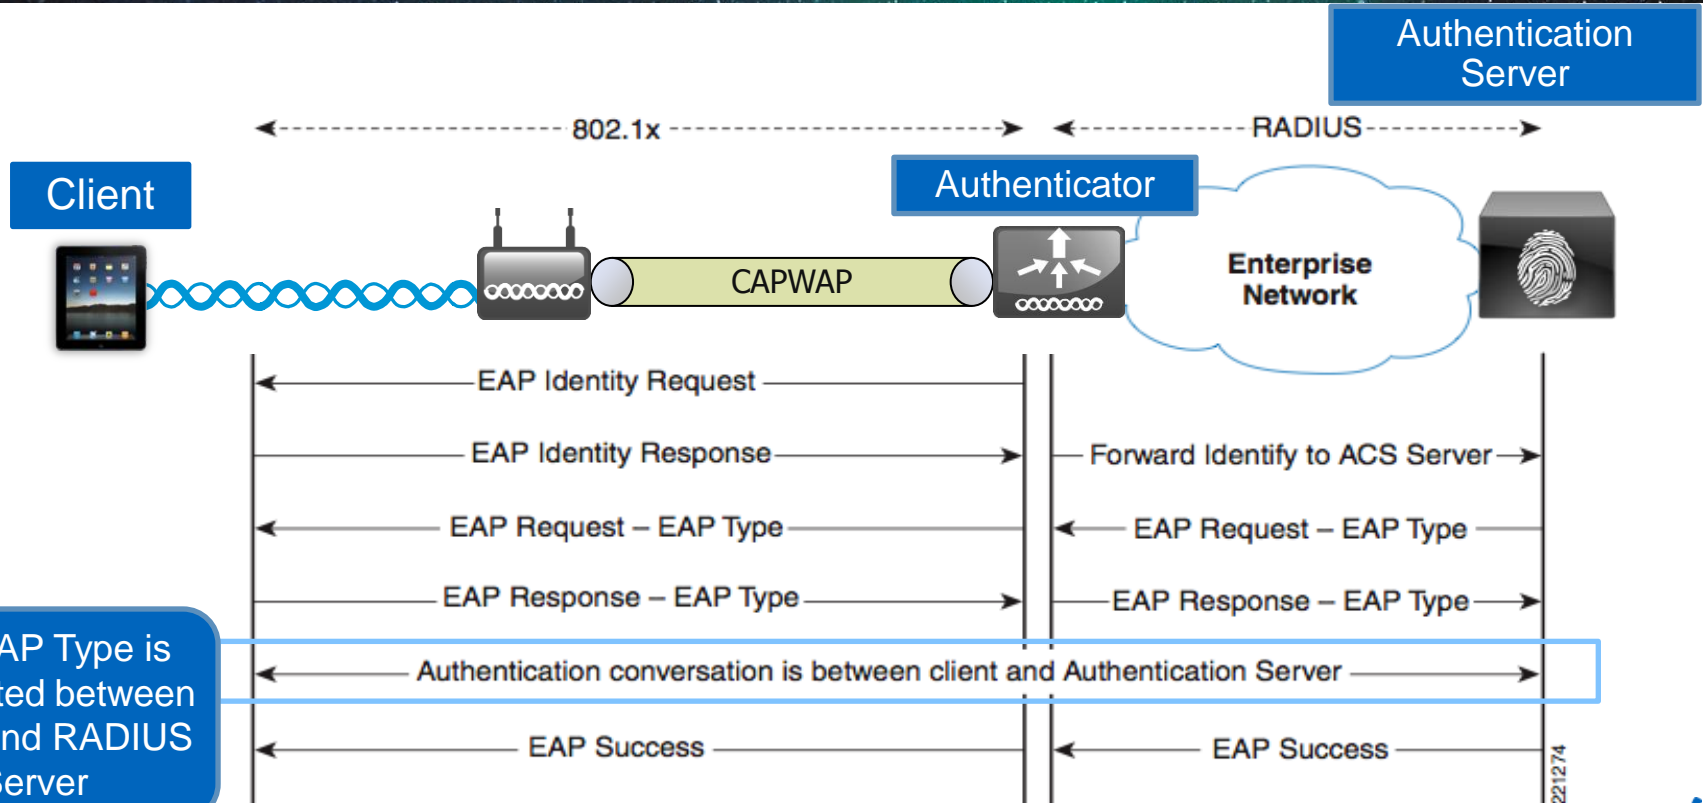 Authentication
Server
802.1x
RADIUS
Client
Authenticator
CAPWAP
Enterprise
Network
EAP Identity Request
EAP Identity Response
Forward Identify to ACS Server
EAP Request – EAP Type
EAP Request – EAP Type
EAP Response – EAP Type
EAP Response – EAP Type
AP Type is
ted between
nd RADIUS
Server
Authentication conversation is between client and Authentication Server
EAP Success
EAP Success
221274